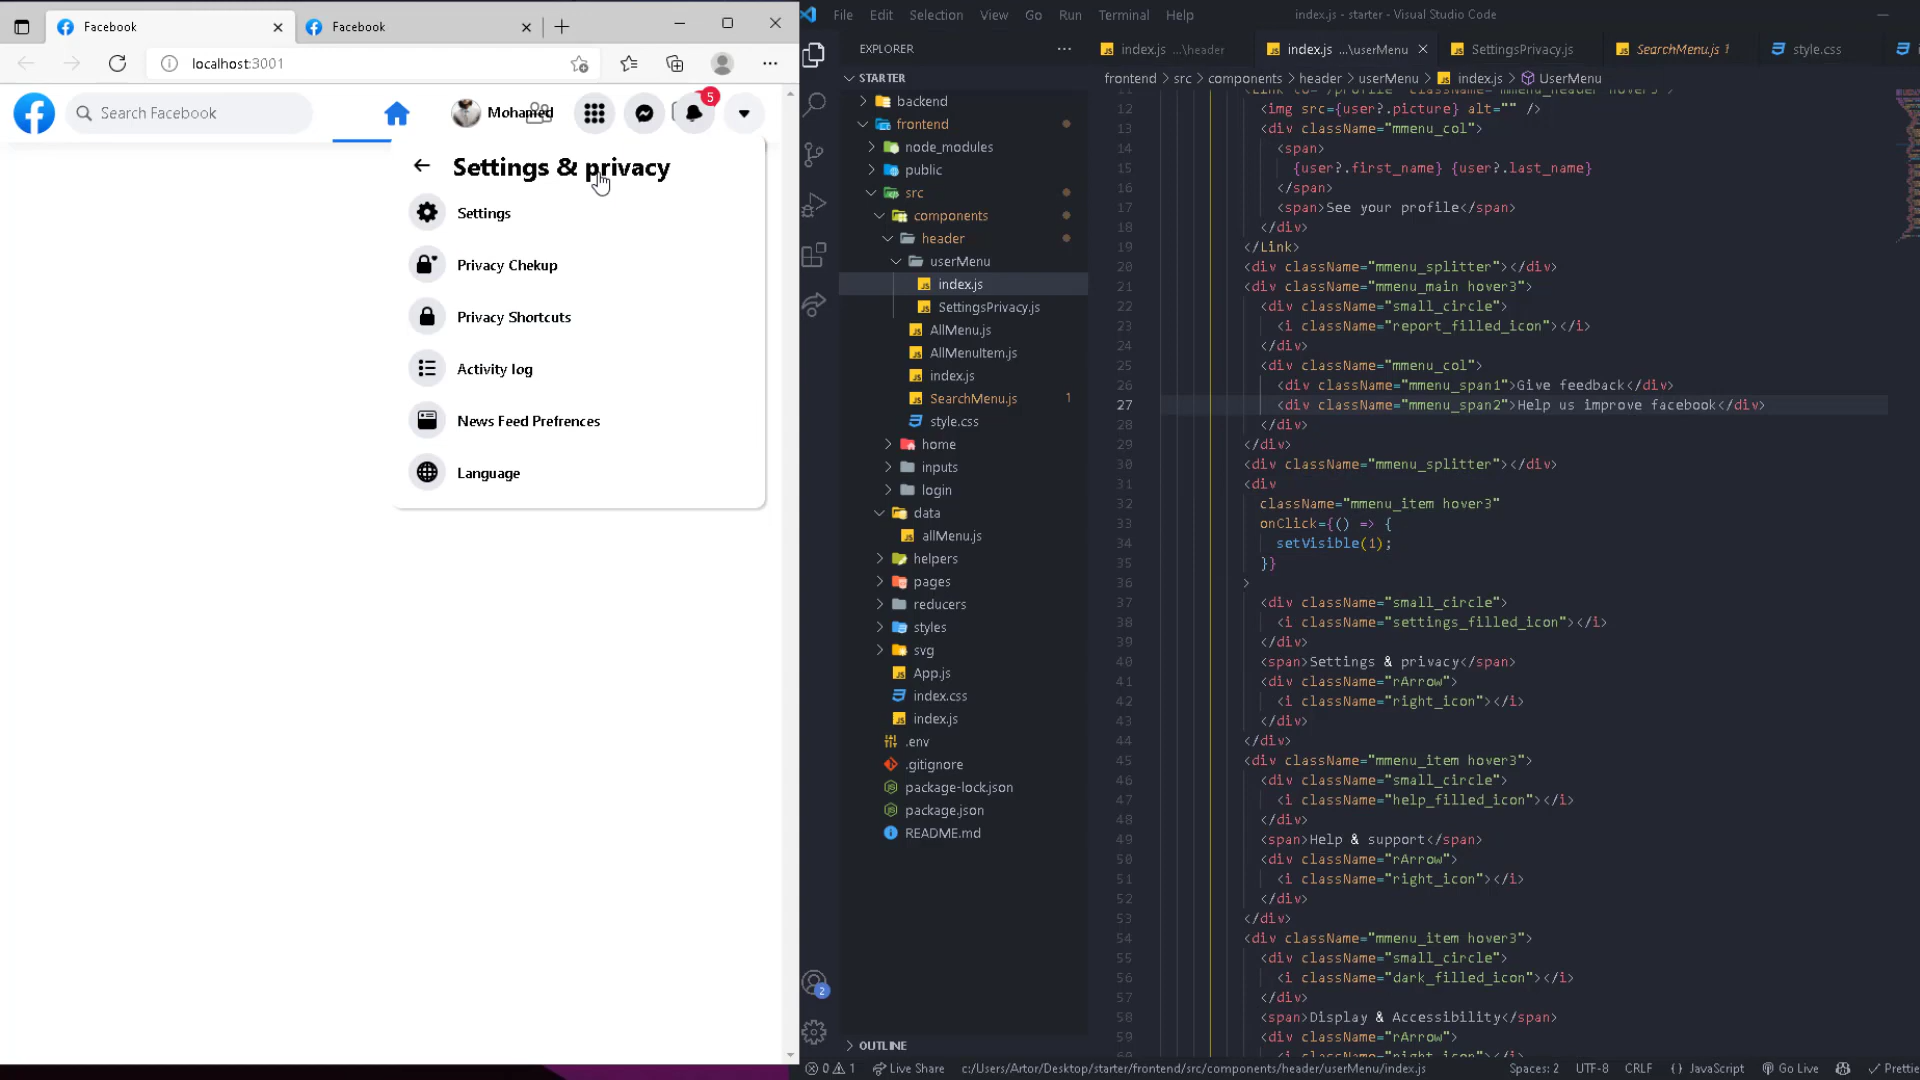 Facebook
Facebook
localhost:3001
Search Facebook
Mohamed
5
Settings & privacy
Settings
Privacy Chekup
Privacy Shortcuts
Activity log
News Feed Prefrences
Language
File Edit Selection View Go Run Terminal Help
index.js - starter - Visual Studio Code
EXPLORER
STARTER
backend
frontend
node_modules
public
src
components
header
userMenu
index.js
SettingsPrivacy.js
AllMenu.js
AllMenuItem.js
index.js
SearchMenu.js 1
style.css
home
inputs
login
data
allMenu.js
helpers
pages
reducers
styles
svg
App.js
index.css
index.js
.env
.gitignore
package-lock.json
package.json
README.md
OUTLINE
2
index.js ...\header
index.js ...\userMenu
SettingsPrivacy.js
SearchMenu.js 1
style.css
frontend > src > components > header > userMenu > index.js > UserMenu
12 <img src={user?.picture} alt="" />
13 <div className="mmenu_col">
14 <span>
15 {user?.first_name} {user?.last_name}
16 </span>
17 <span>See your profile</span>
18 </div>
19 </Link>
20 <div className="mmenu_splitter"></div>
21 <div className="mmenu_main hover3">
22 <div className="small_circle">
23 <i className="report_filled_icon"></i>
24 </div>
25 <div className="mmenu_col">
26 <div className="mmenu_span1">Give feedback</div>
27 <div className="mmenu_span2">Help us improve facebook</div>
28 </div>
29 </div>
30 <div className="mmenu_splitter"></div>
31 <div
32 className="mmenu_item hover3"
33 onClick={() => {
34 setVisible(1);
35 }}
36 >
37 <div className="small_circle">
38 <i className="settings_filled_icon"></i>
39 </div>
40 <span>Settings & privacy</span>
41 <div className="rArrow">
42 <i className="right_icon"></i>
43 </div>
44 </div>
45 <div className="mmenu_item hover3">
46 <div className="small_circle">
47 <i className="help_filled_icon"></i>
48 </div>
49 <span>Help & support</span>
50 <div className="rArrow">
51 <i className="right_icon"></i>
52 </div>
53 </div>
54 <div className="mmenu_item hover3">
55 <div className="small_circle">
56 <i className="dark_filled_icon"></i>
57 </div>
58 <span>Display & Accessibility</span>
59 <div className="rArrow">
0 1 Live Share c:/Users/Artor/Desktop/starter/frontend/src/components/header/userMenu/index.js Spaces: 2 UTF-8 CRLF {} JavaScript Go Live